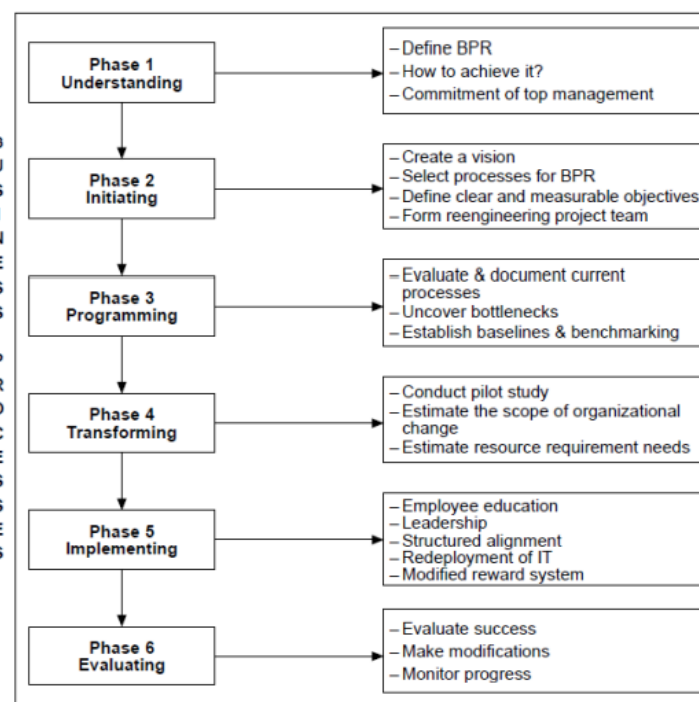 BUSINESS PROCESSES
Phase 1
Understanding
– Define BPR
– How to achieve it?
– Commitment of top management
Phase 2
Initiating
– Create a vision
– Select processes for BPR
– Define clear and measurable objectives
– Form reengineering project team
Phase 3
Programming
– Evaluate & document current
processes
– Uncover bottlenecks
– Establish baselines & benchmarking
Phase 4
Transforming
– Conduct pilot study
– Estimate the scope of organizational
change
– Estimate resource requirement needs
Phase 5
Implementing
– Employee education
– Leadership
– Structured alignment
– Redeployment of IT
– Modified reward system
Phase 6
Evaluating
– Evaluate success
– Make modifications
– Monitor progress